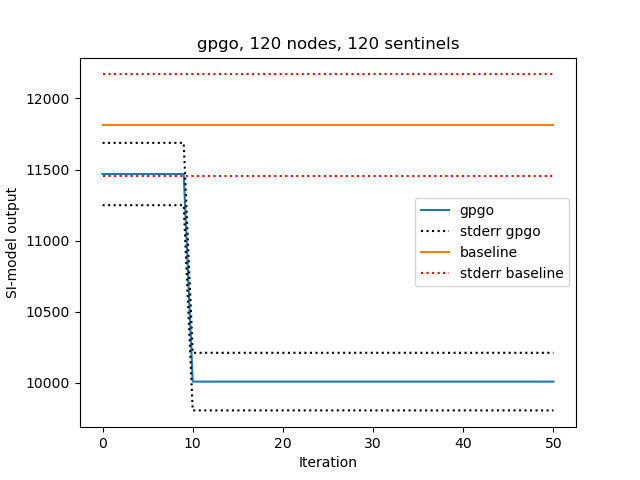 gpgo, 120 nodes, 120 sentinels
SI-model output
12000
11500
11000
10500
10000
gpgo
stderr gpgo
baseline
stderr baseline
0 10 20 30 40 50
Iteration